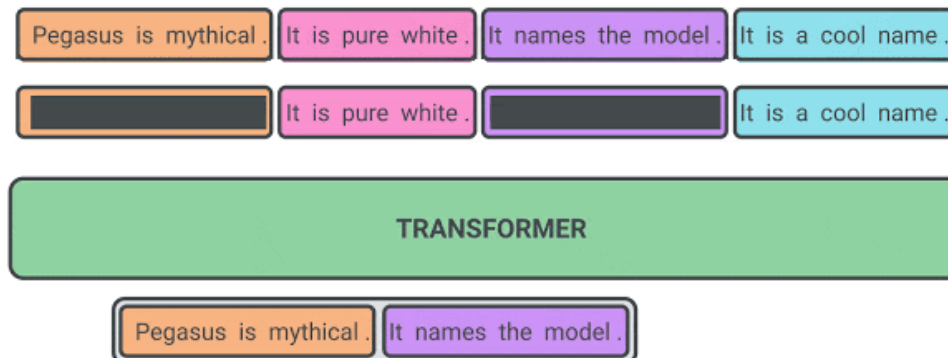 Pegasus is mythical. It is pure white. It names the model. It is a cool name.
It is pure white. It is a cool name.
TRANSFORMER
Pegasus is mythical. It names the model.